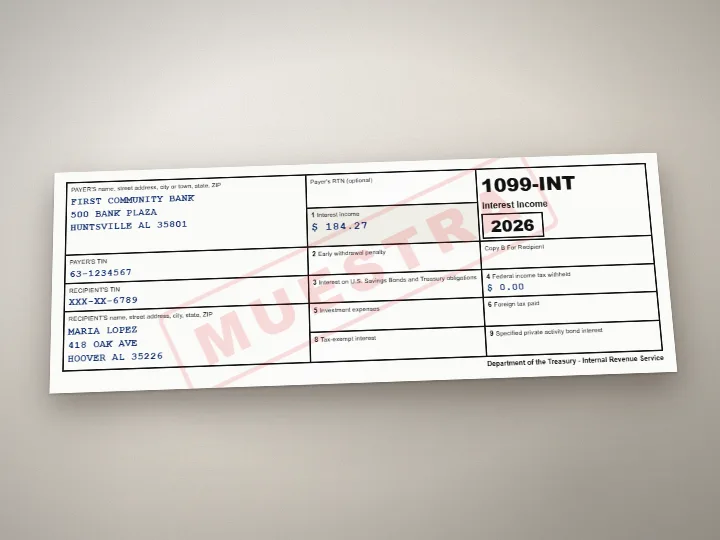 PAYER'S name, street address, city or town, state, ZIP
FIRST COMMUNITY BANK
500 BANK PLAZA
HUNTSVILLE AL 35801
PAYER'S TIN
63-1234567
RECIPIENT'S TIN
XXX-XX-6789
RECIPIENT'S name, street address, city, state, ZIP
MARIA LOPEZ
418 OAK AVE
HOOVER AL 35226
Payer's RTN (optional)
1 Interest income
$ 184.27
2 Early withdrawal penalty
3 Interest on U.S. Savings Bonds and Treasury obligations
5 Investment expenses
8 Tax-exempt interest
1099-INT
Interest Income
2026
Copy B For Recipient
4 Federal income tax withheld
$ 0.00
6 Foreign tax paid
9 Specified private activity bond interest
Department of the Treasury - Internal Revenue Service
MUESTRA